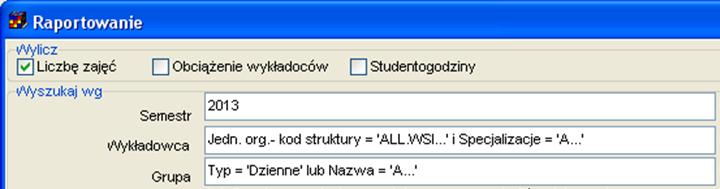 Raportowanie
Wylicz
Liczbę zajęć Obciążenie wykładoców Studentogodziny
Wyszukaj wg
Semestr 2013
Wykładowca Jedn. org.- kod struktury = 'ALL.WSI...' i Specjalizacje = 'A...'
Grupa Typ = 'Dzienne' lub Nazwa = 'A...'